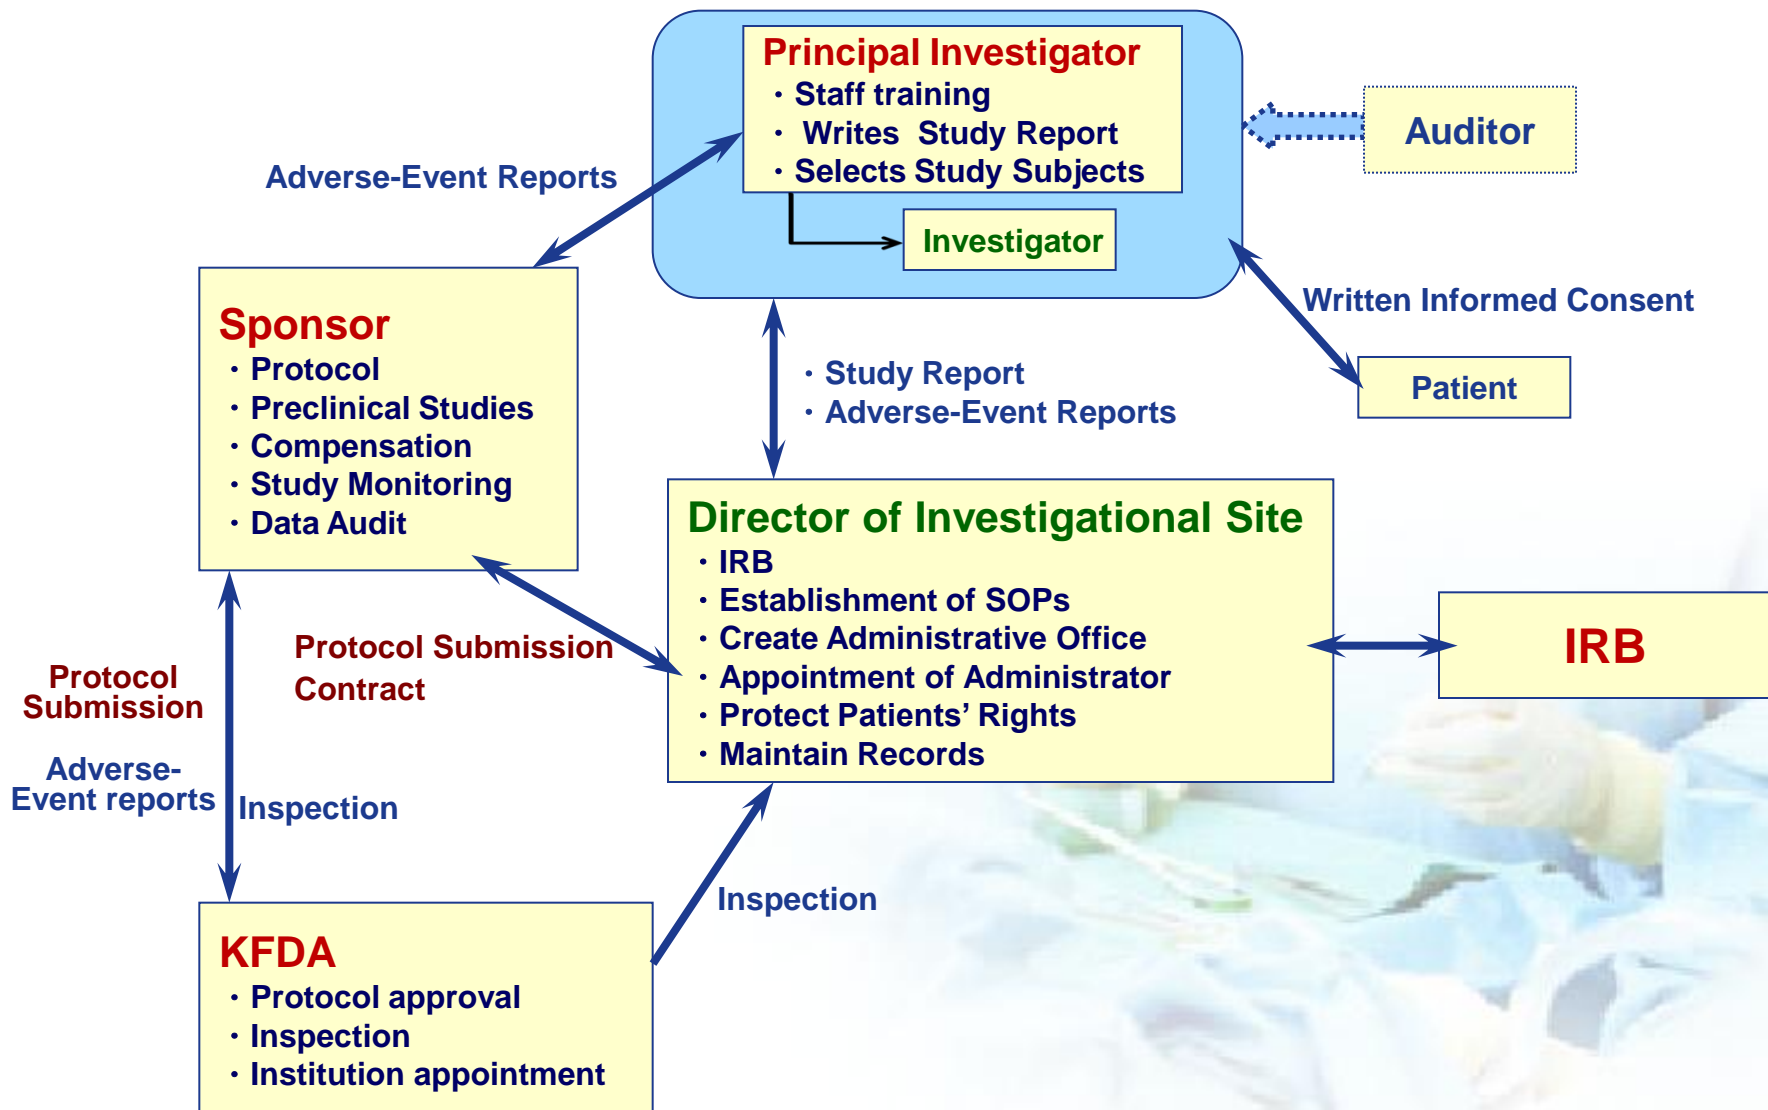 Principal Investigator
· Staff training
· Writes Study Report
· Selects Study Subjects
Investigator
Auditor
Adverse-Event Reports
Written Informed Consent
Patient
Sponsor
· Protocol
· Preclinical Studies
· Compensation
· Study Monitoring
· Data Audit
· Study Report
· Adverse-Event Reports
Director of Investigational Site
· IRB
· Establishment of SOPs
· Create Administrative Office
· Appointment of Administrator
· Protect Patients’ Rights
· Maintain Records
IRB
Protocol Submission
Contract
Protocol
Submission
Adverse-
Event reports
Inspection
Inspection
KFDA
· Protocol approval
· Inspection
· Institution appointment